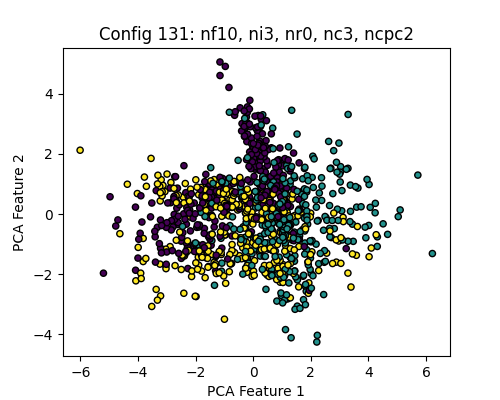 Config 131: nf10, ni3, nr0, nc3, ncpc2
PCA Feature 2
4
2
0
−2
−4
−6 −4 −2 0 2 4 6
PCA Feature 1